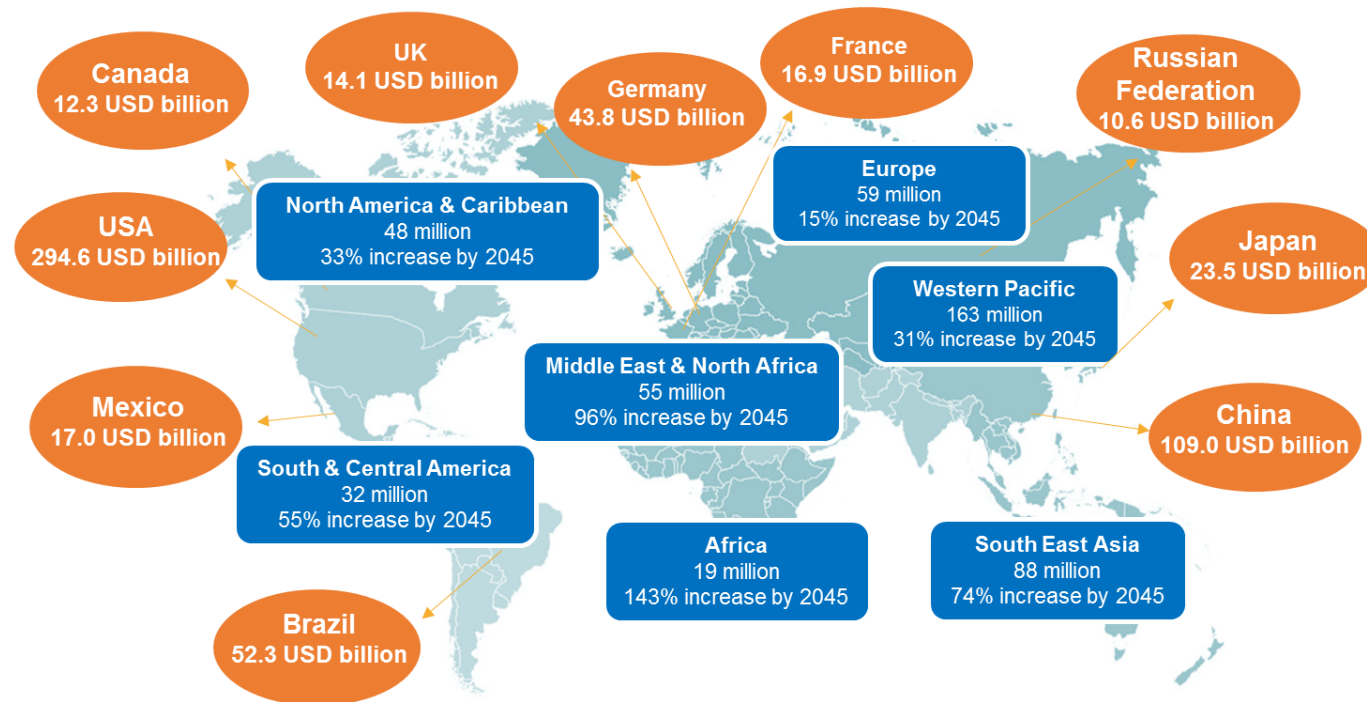 Canada
12.3 USD billion
UK
14.1 USD billion
Germany
43.8 USD billion
France
16.9 USD billion
Russian
Federation
10.6 USD billion
North America & Caribbean
48 million
33% increase by 2045
Europe
59 million
15% increase by 2045
USA
294.6 USD billion
Japan
23.5 USD billion
Western Pacific
163 million
31% increase by 2045
Middle East & North Africa
55 million
96% increase by 2045
Mexico
17.0 USD billion
China
109.0 USD billion
South & Central America
32 million
55% increase by 2045
Africa
19 million
143% increase by 2045
South East Asia
88 million
74% increase by 2045
Brazil
52.3 USD billion